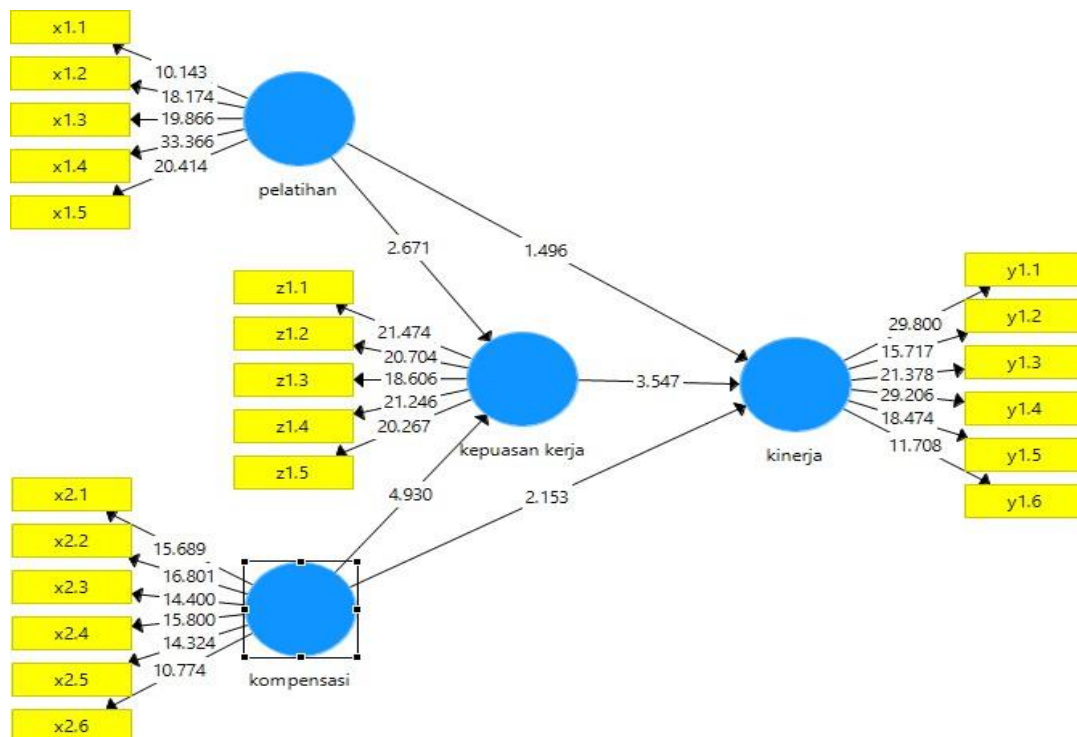 x1.1
x1.2
x1.3
x1.4
x1.5
10.143
18.174
19.866
33.366
20.414
pelatihan
2.671
1.496
z1.1
z1.2
z1.3
z1.4
z1.5
21.474
20.704
18.606
21.246
20.267
kepuasan kerja
3.547
kinerja
29.800
15.717
21.378
29.206
18.474
11.708
y1.1
y1.2
y1.3
y1.4
y1.5
y1.6
4.930
2.153
x2.1
x2.2
x2.3
x2.4
x2.5
x2.6
15.689
16.801
14.400
15.800
14.324
10.774
kompensasi